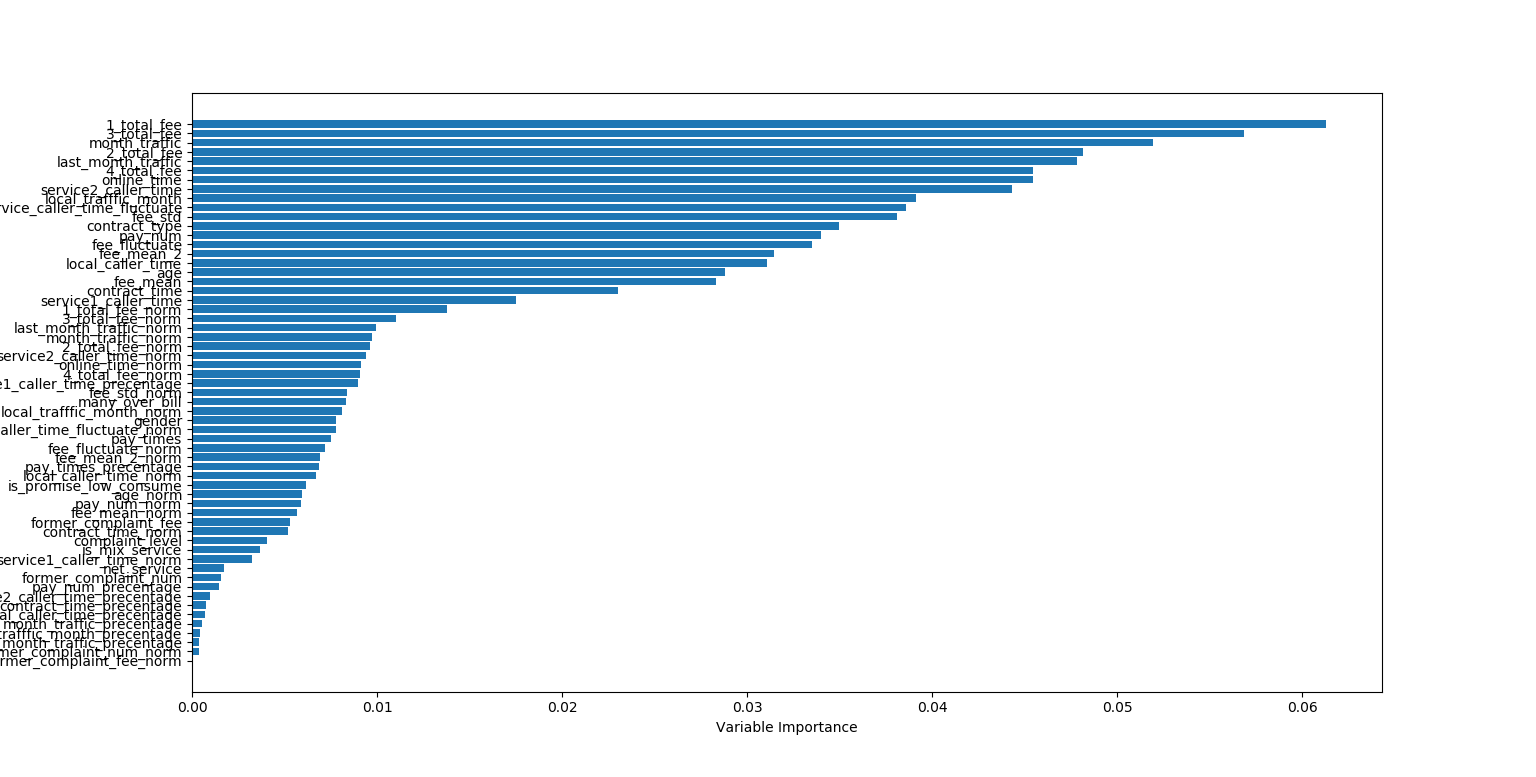 1_total_fee
3_total_fee
month_traffic
2_total_fee
last_month_traffic
4_total_fee
online_time
service2_caller_time
local_trafffic_month
rvice_caller_time_fluctuate
fee_std
contract_type
pay_num
fee_fluctuate
fee_mean_2
local_caller_time
age
fee_mean
contract_time
service1_caller_time
1_total_fee_norm
3_total_fee_norm
last_month_traffic_norm
month_traffic_norm
2_total_fee_norm
service2_caller_time_norm
online_time_norm
4_total_fee_norm
e1_caller_time_precentage
fee_std_norm
many_over_bill
local_trafffic_month_norm
gender
aller_time_fluctuate_norm
pay_times
fee_fluctuate_norm
fee_mean_2_norm
pay_times_precentage
local_caller_time_norm
is_promise_low_consume
age_norm
pay_num_norm
fee_mean_norm
former_complaint_fee
contract_time_norm
complaint_level
is_mix_service
service1_caller_time_norm
net_service
former_complaint_num
pay_num_precentage
e2_caller_time_precentage
contract_time_precentage
al_caller_time_precentage
month_traffic_precentage
trafffic_month_precentage
month_traffic_precentage
mer_complaint_num_norm
rmer_complaint_fee_norm
0.00 0.01 0.02 0.03 0.04 0.05 0.06
Variable Importance